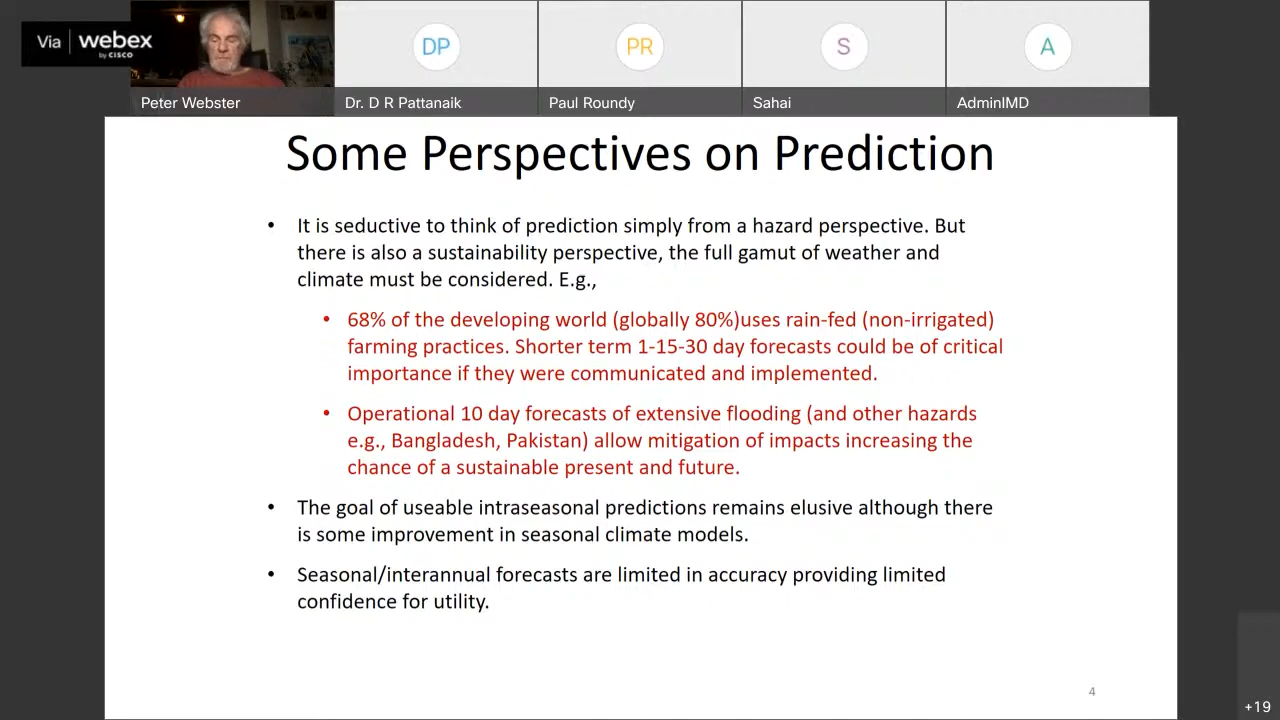 Via webex
by CISCO
DP
PR
S
A
Peter Webster
Dr. D R Pattanaik
Paul Roundy
Sahai
AdminIMD
Some Perspectives on Prediction
• It is seductive to think of prediction simply from a hazard perspective. But
there is also a sustainability perspective, the full gamut of weather and
climate must be considered. E.g.,
• 68% of the developing world (globally 80%)uses rain-fed (non-irrigated)
farming practices. Shorter term 1-15-30 day forecasts could be of critical
importance if they were communicated and implemented.
• Operational 10 day forecasts of extensive flooding (and other hazards
e.g., Bangladesh, Pakistan) allow mitigation of impacts increasing the
chance of a sustainable present and future.
• The goal of useable intraseasonal predictions remains elusive although there
is some improvement in seasonal climate models.
• Seasonal/interannual forecasts are limited in accuracy providing limited
confidence for utility.
4
+19